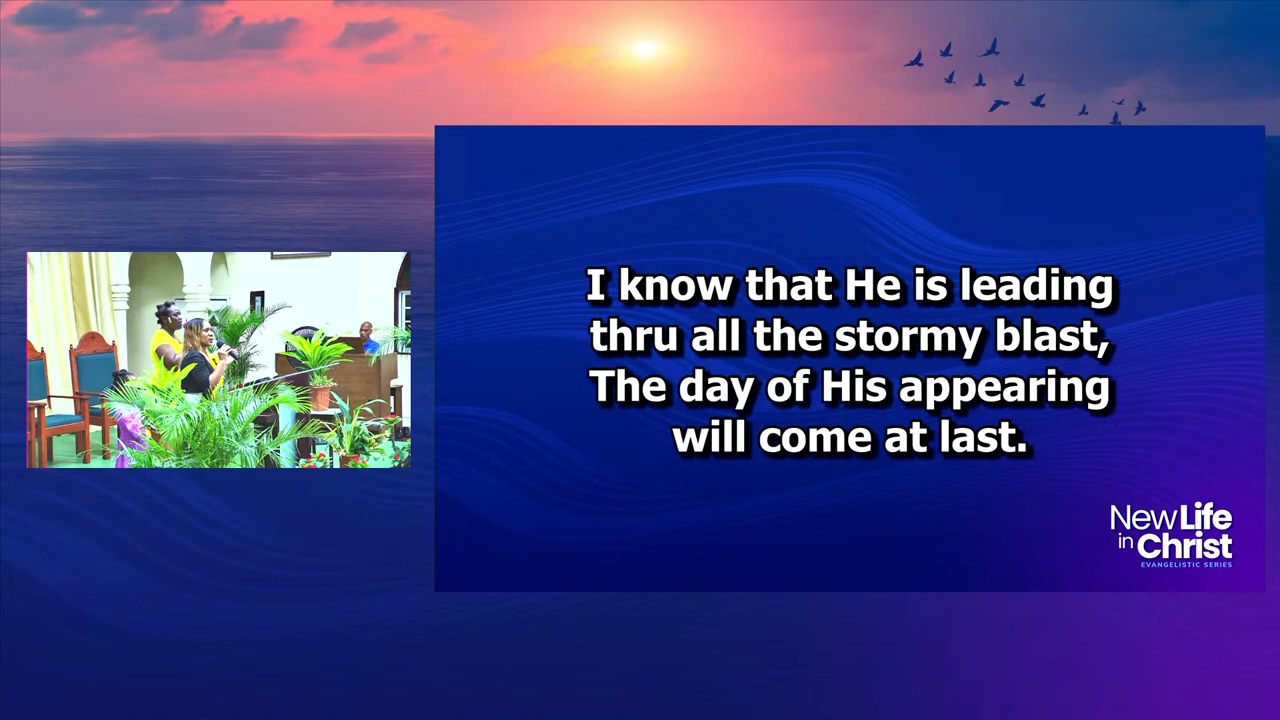 I know that He is leading
thru all the stormy blast,
The day of His appearing
will come at last.
New Life
in Christ
EVANGELISTIC SERIES